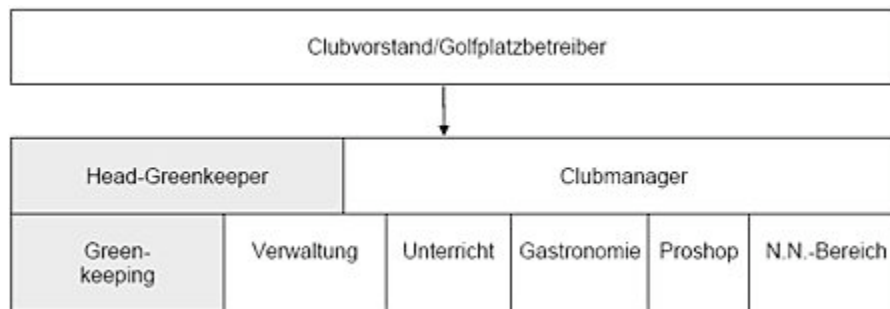 Clubvorstand/Golfplatzbetreiber
Head-Greenkeeper Clubmanager
Green- Verwaltung Unterricht Gastronomie Proshop N.N.-Bereich
keeping